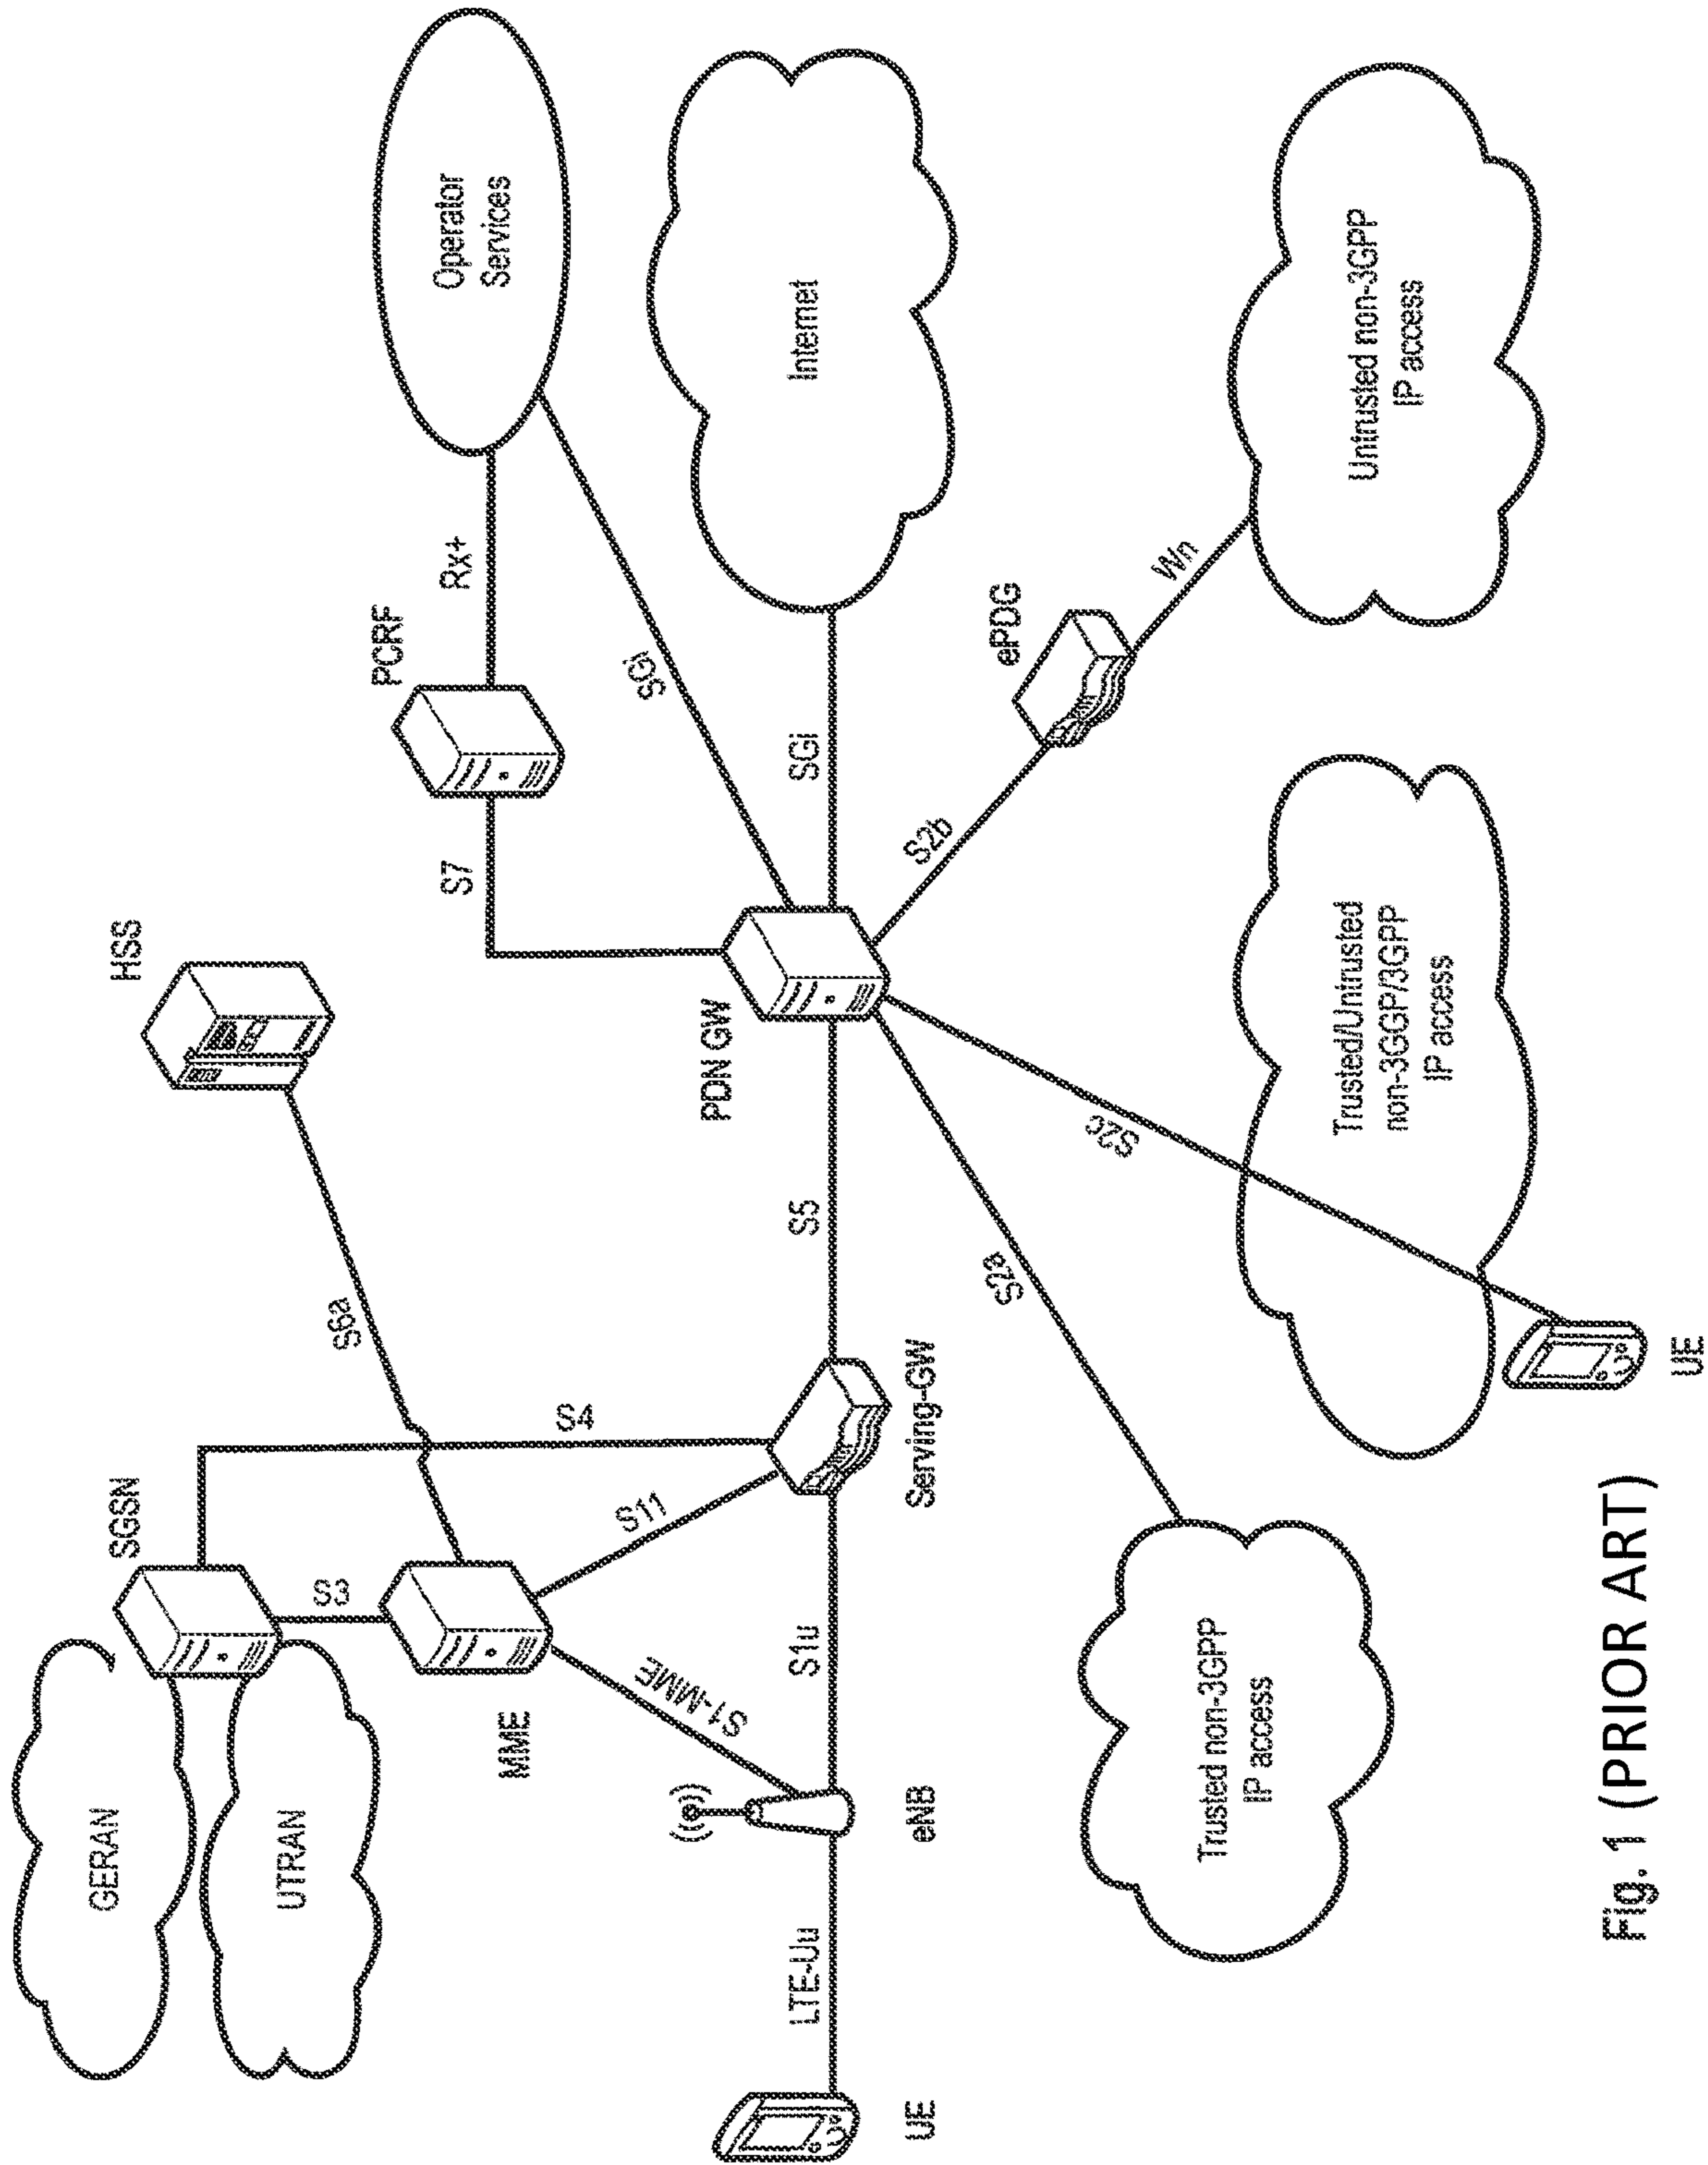 GERAN
UTRAN
SGSN
HSS
S3
S6a
S4
MME
S11
S7
PCRF
Rx+
Operator
Services
S1-MME
SGi
LTE-Uu
S1u
S5
PDN GW
SGi
Internet
UE
eNB
Serving-GW
S2a
S2c
S2b
ePDG
Wn
Trusted non-3GPP
IP access
Trusted/Untrusted
non-3GGP/3GPP
IP access
Untrusted non-3GPP
IP access
UE
Fig. 1 (PRIOR ART)